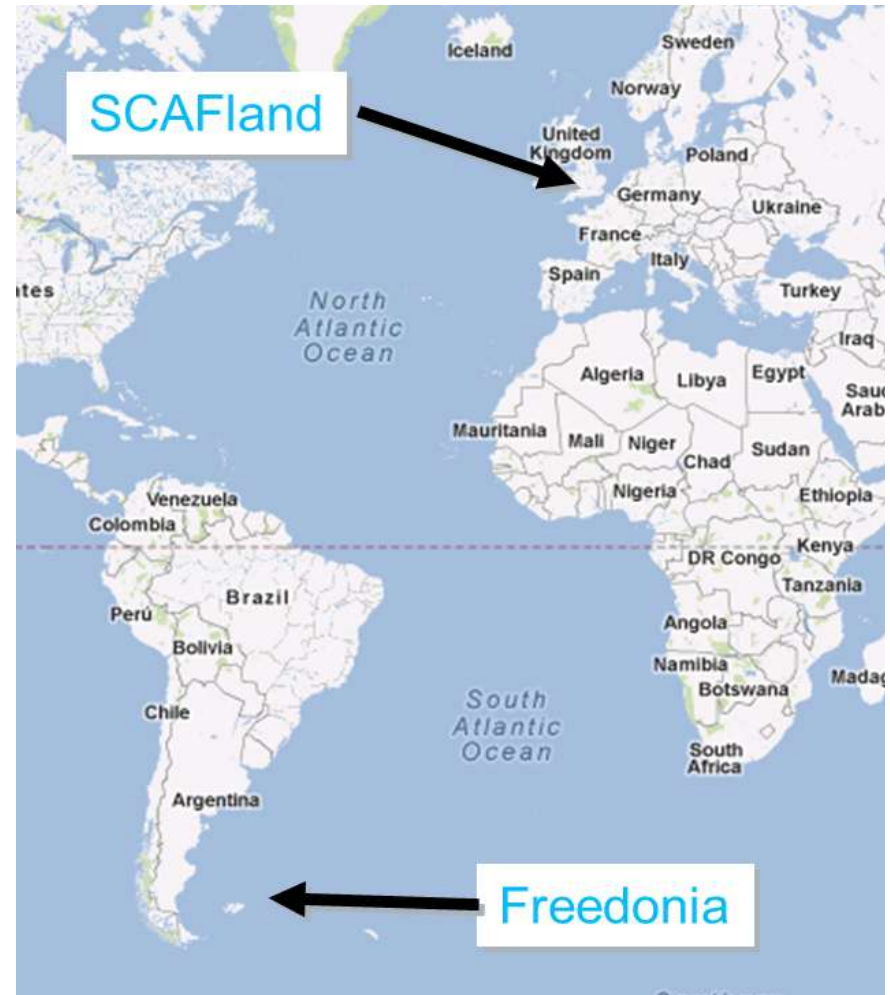 Iceland
Sweden
SCAFland
Norway
United
Kingdom
Poland
Germany
Ukraine
France
Italy
Spain
Turkey
tes
North
Atlantic
Ocean
Iraq
Algeria
Libya
Egypt
Saud
Arab
Mauritania
Mali
Niger
Chad
Sudan
Nigeria
Ethiopia
Venezuela
Colombia
DR Congo
Kenya
Tanzania
Brazil
Perú
Angola
Bolivia
Namibia
Botswana
Madag
Chile
South
Atlantic
Ocean
South
Africa
Argentina
Freedonia